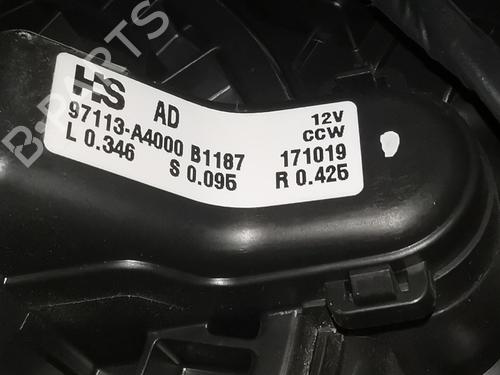 HS AD 12V
97113-A4000 B1187 CCW
L 0.346 S 0.095 171019
R 0.425
B-PARTS